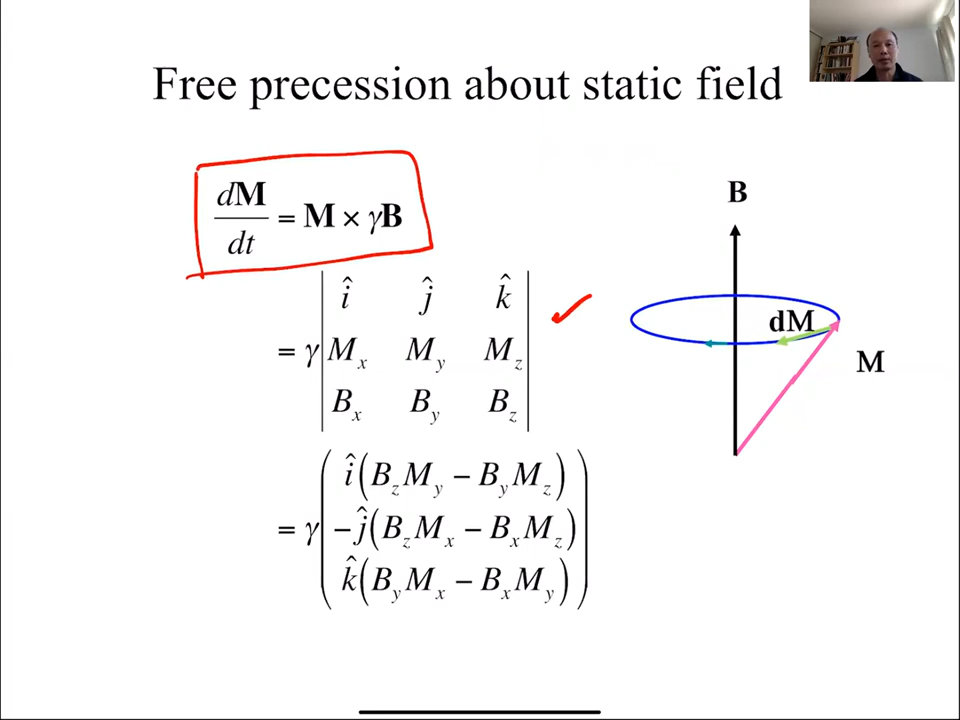 Free precession about static field
dM/dt = M × γB
= γ | î ĵ k̂ |
| M_x M_y M_z |
| B_x B_y B_z |
= γ ( î(B_z M_y − B_y M_z)
−ĵ(B_z M_x − B_x M_z)
k̂(B_y M_x − B_x M_y) )
B
dM
M